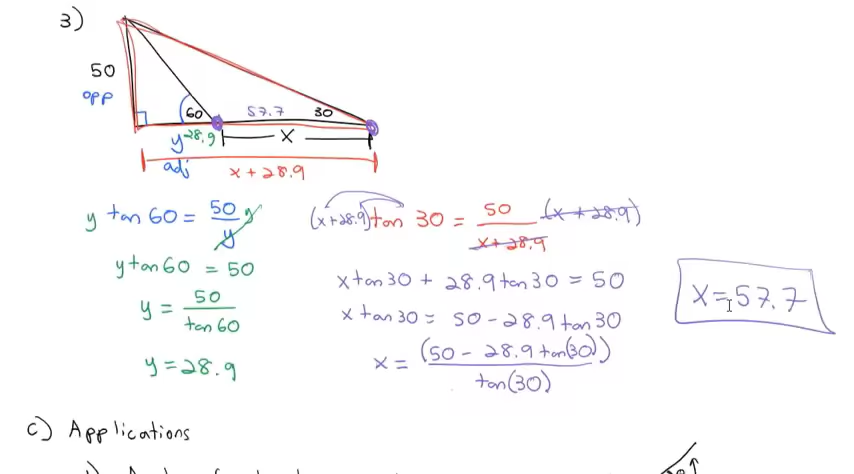 3)
50
opp
60
57.7
30
y 28.9
x
adj
x + 28.9
y tan 60 = 50/y y
y tan 60 = 50
y = 50/tan 60
y = 28.9
(x + 28.9) tan 30 = 50/(x + 28.9) (x + 28.9)
x tan 30 + 28.9 tan 30 = 50
x tan 30 = 50 - 28.9 tan 30
x = (50 - 28.9 tan(30))/tan(30)
x = 57.7
c) Applications